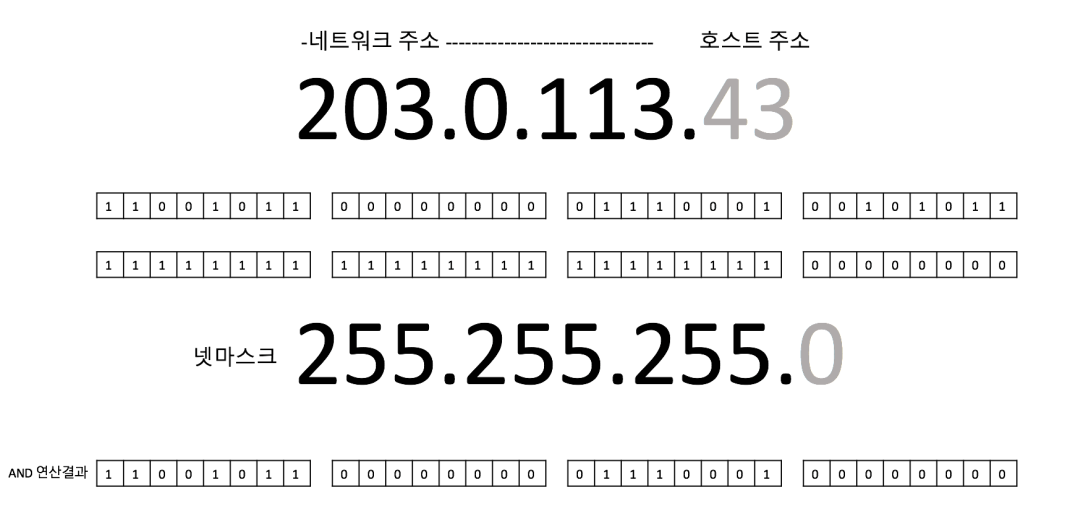 -네트워크 주소 -------------------------------- 호스트 주소
203.0.113.43
1 1 0 0 1 0 1 1 0 0 0 0 0 0 0 0 0 1 1 1 0 0 0 1 0 0 1 0 1 0 1 1
1 1 1 1 1 1 1 1 1 1 1 1 1 1 1 1 1 1 1 1 1 1 1 1 0 0 0 0 0 0 0 0
넷마스크 255.255.255.0
AND 연산결과 1 1 0 0 1 0 1 1 0 0 0 0 0 0 0 0 0 1 1 1 0 0 0 1 0 0 0 0 0 0 0 0